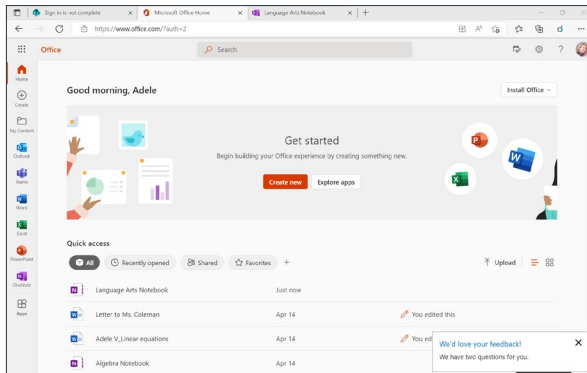 Sign in is not complete
Microsoft Office Home
Language Arts Notebook
https://www.office.com/?auth=2
Office
Search
Home
Create
My Content
Outlook
Teams
Word
Excel
PowerPoint
OneNote
Apps
Good morning, Adele
Install Office
Get started
Begin building your Office experience by creating something new.
Create new
Explore apps
Quick access
All
Recently opened
Shared
Favorites
Upload
Language Arts Notebook
Just now
Letter to Ms. Coleman
Apr 14
You edited this
Adele V_Linear equations
Apr 14
You ed
Algebra Notebook
Apr 14
We'd love your feedback!
We have two questions for you.